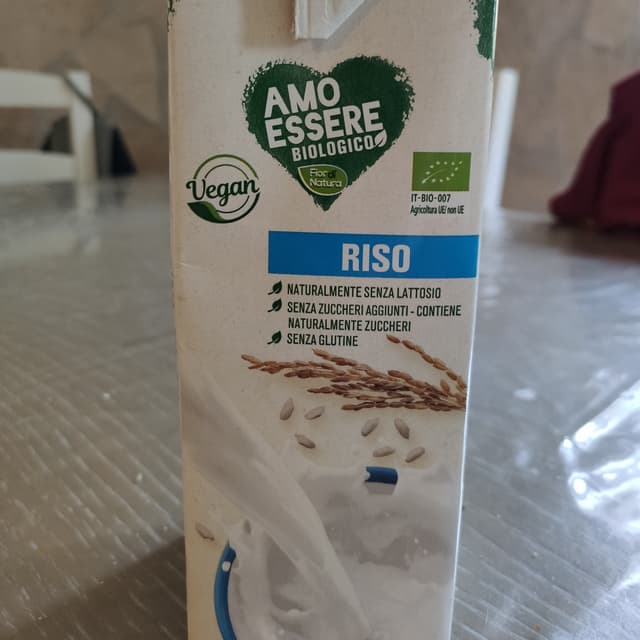 AMO
ESSERE
BIOLOGICO
Fior di
Natura
Vegan
IT-BIO-007
Agricoltura UE/ non UE
RISO
NATURALMENTE SENZA LATTOSIO
SENZA ZUCCHERI AGGIUNTI - CONTIENE
NATURALMENTE ZUCCHERI
SENZA GLUTINE